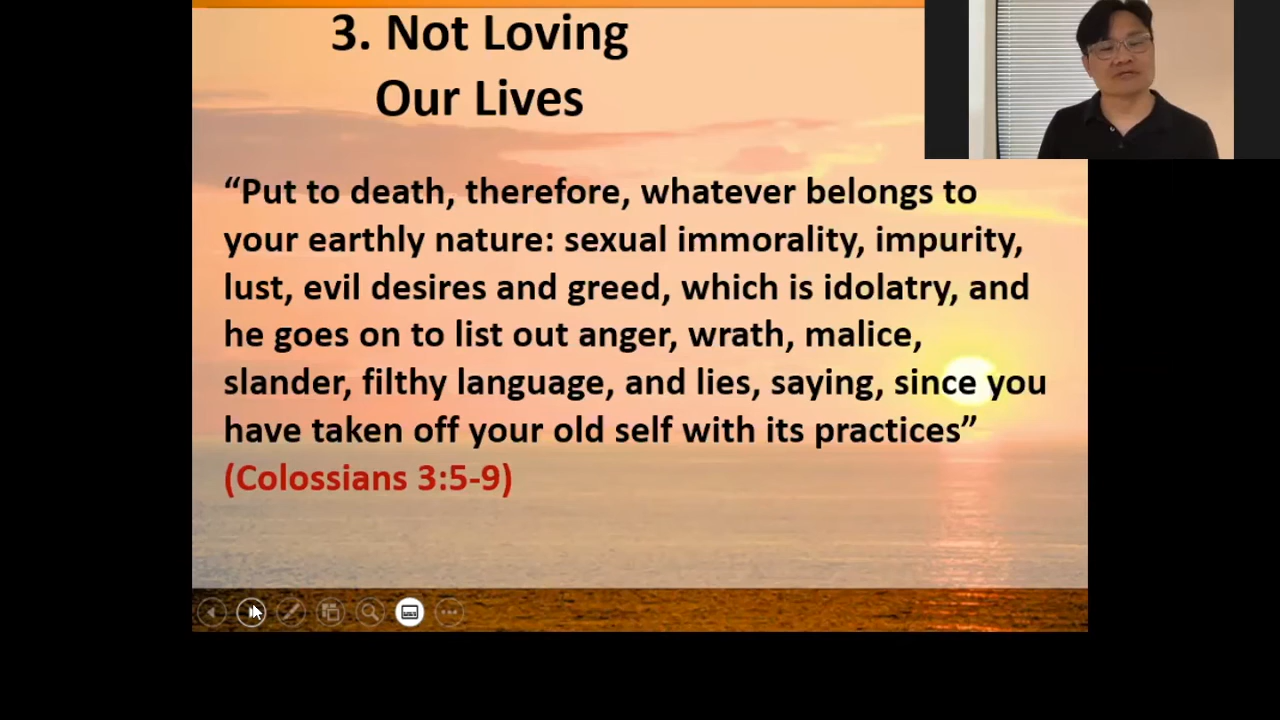 3. Not Loving
Our Lives
“Put to death, therefore, whatever belongs to
your earthly nature: sexual immorality, impurity,
lust, evil desires and greed, which is idolatry, and
he goes on to list out anger, wrath, malice,
slander, filthy language, and lies, saying, since you
have taken off your old self with its practices”
(Colossians 3:5-9)